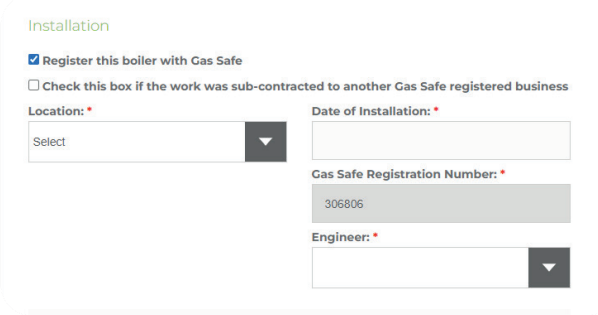 Installation
Register this boiler with Gas Safe
Check this box if the work was sub-contracted to another Gas Safe registered business
Location: *
Select
Date of Installation: *
Gas Safe Registration Number: *
306806
Engineer: *